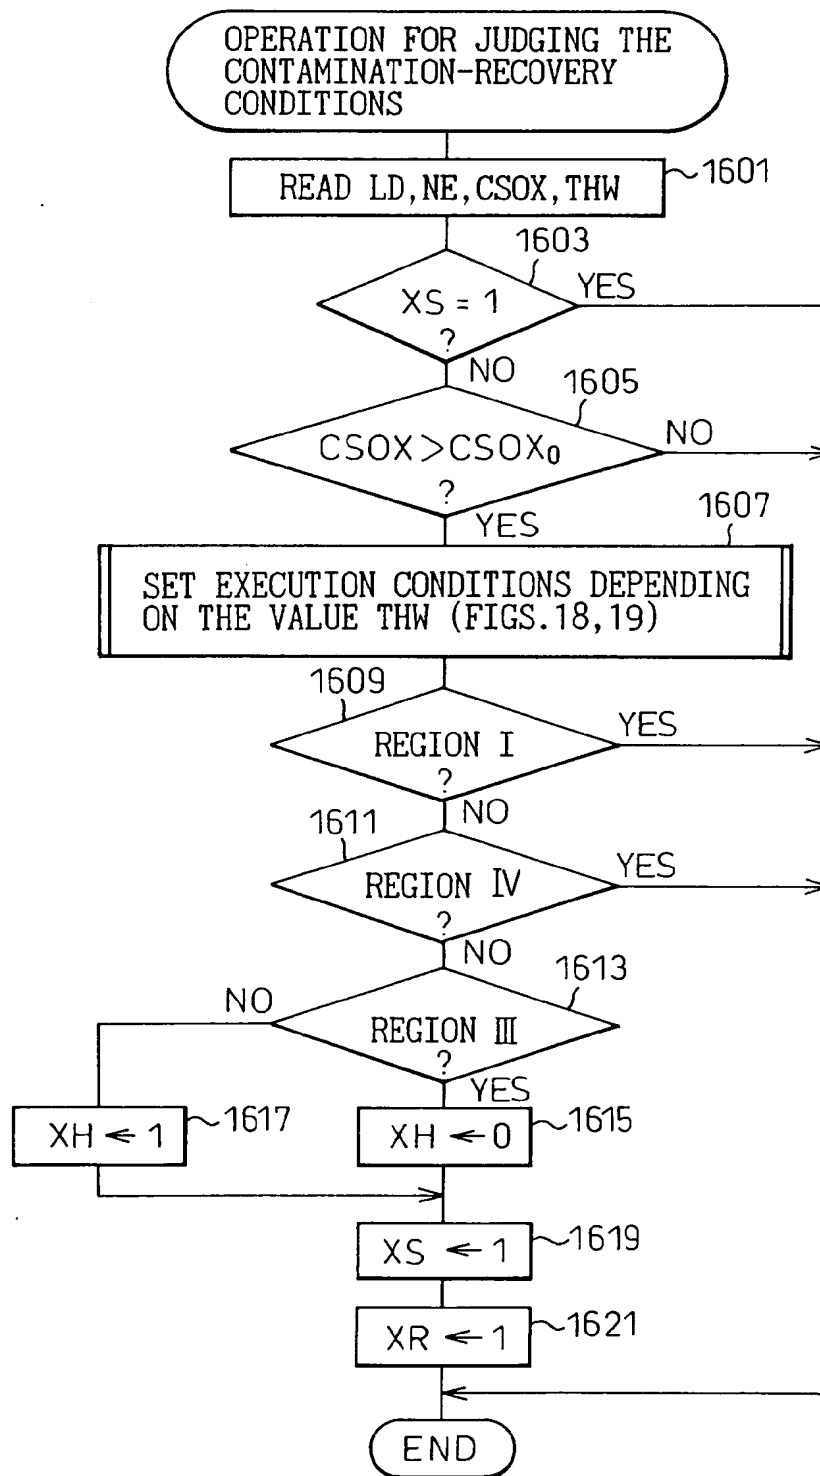 OPERATION FOR JUDGING THE
CONTAMINATION-RECOVERY
CONDITIONS
READ LD,NE,CSOX,THW
1601
1603
XS = 1
?
YES
NO
1605
CSOX>CSOX₀
?
NO
YES
1607
SET EXECUTION CONDITIONS DEPENDING
ON THE VALUE THW (FIGS.18,19)
1609
REGION I
?
YES
NO
1611
REGION IV
?
YES
NO
1613
REGION III
?
NO
YES
XH ← 1
1617
XH ← 0
1615
XS ← 1
1619
XR ← 1
1621
END